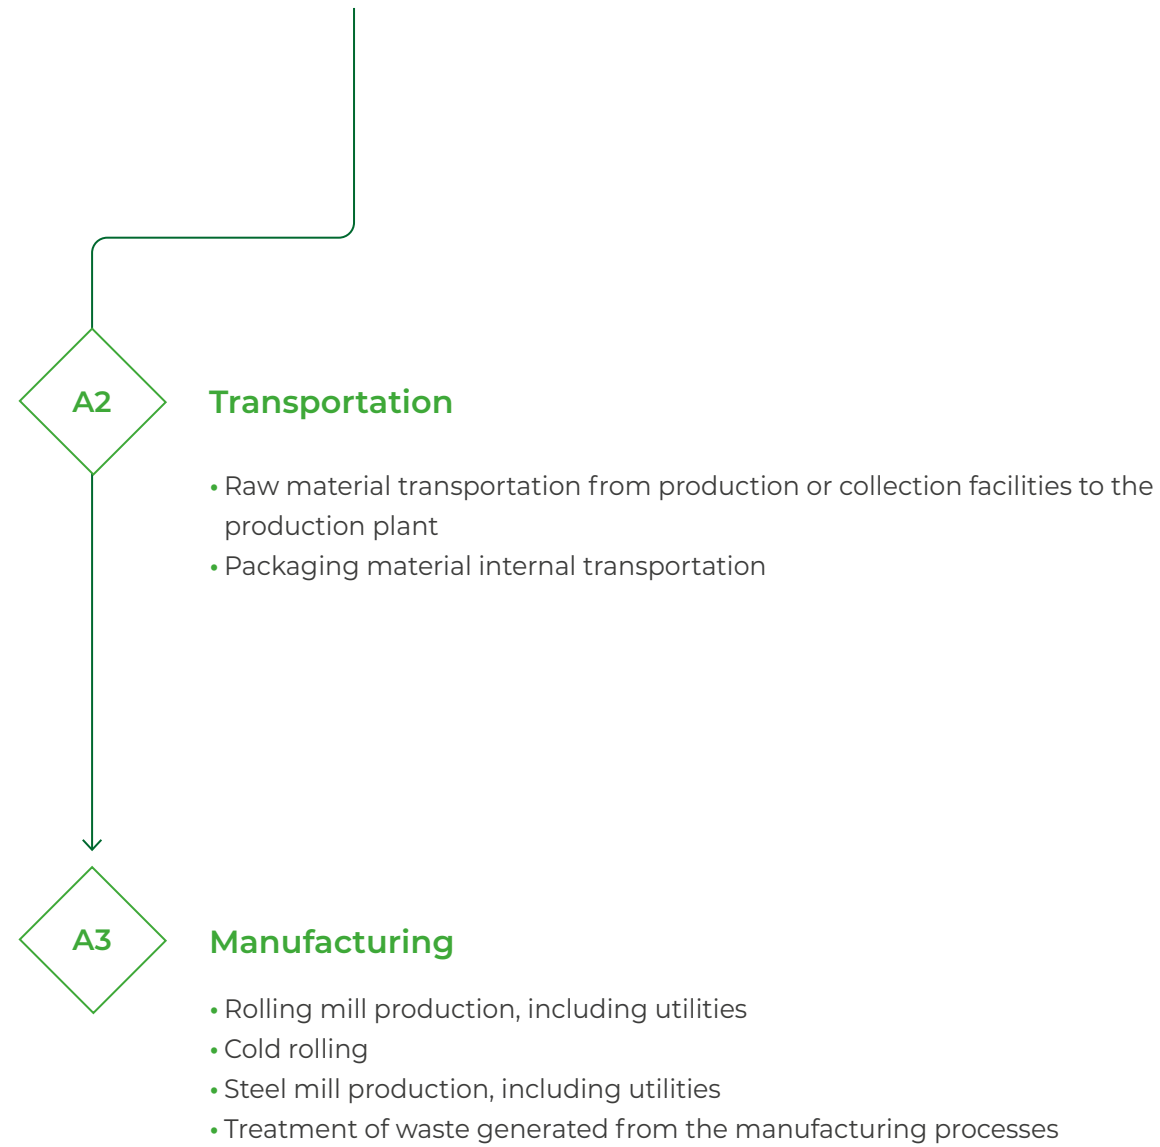 A2
Transportation
• Raw material transportation from production or collection facilities to the
production plant
• Packaging material internal transportation
A3
Manufacturing
• Rolling mill production, including utilities
• Cold rolling
• Steel mill production, including utilities
• Treatment of waste generated from the manufacturing processes